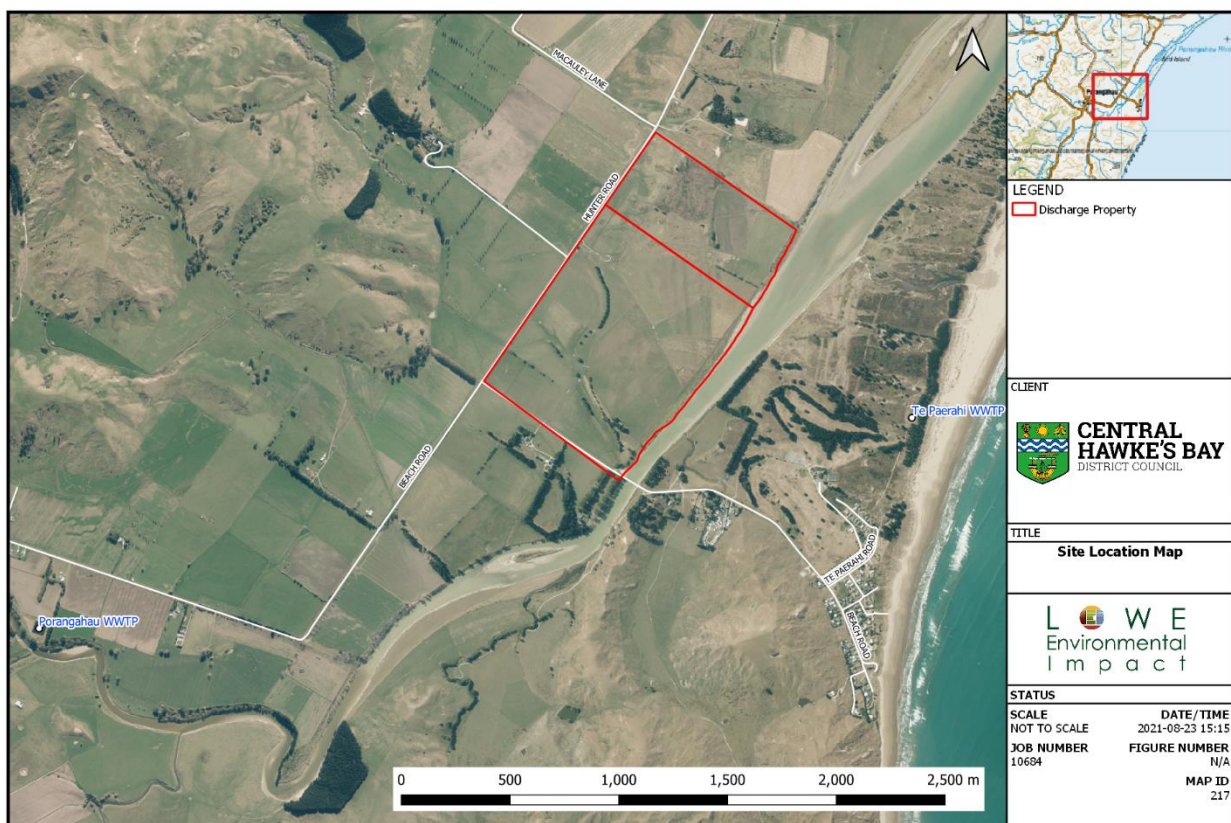 MACAULEY LANE
HUNTER ROAD
BEACH ROAD
Te Paerahi WWTP
TE PAERAHI ROAD
BEACH ROAD
Porangahau WWTP
0 500 1,000 1,500 2,000 2,500 m
LEGEND
Discharge Property
CLIENT
CENTRAL
HAWKE'S BAY
DISTRICT COUNCIL
TITLE
Site Location Map
LOWE
Environmental
Impact
STATUS
SCALE DATE/TIME
NOT TO SCALE 2021-08-23 15:15
JOB NUMBER FIGURE NUMBER
10684 N/A
MAP ID
217